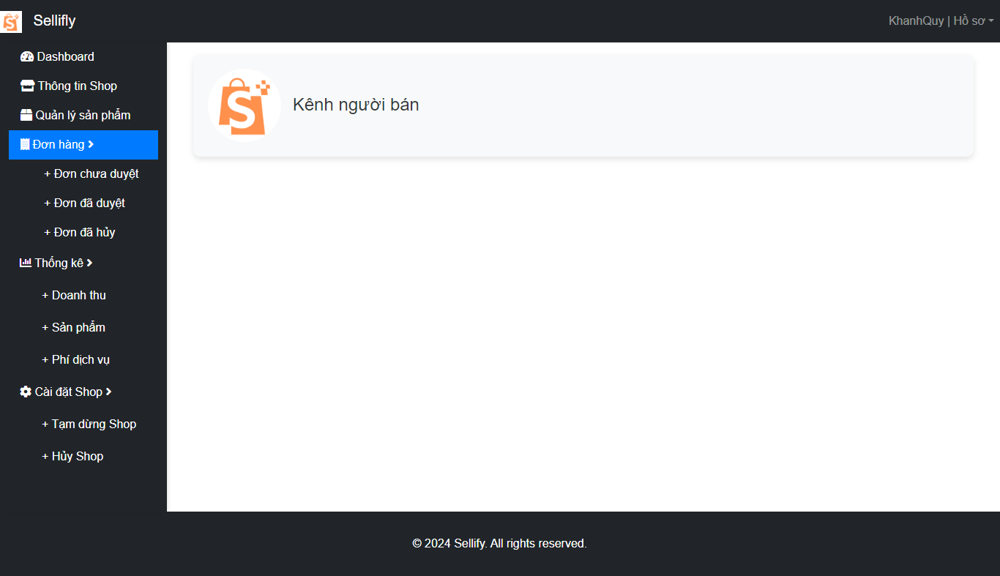 Sellifly
KhanhQuy | Hồ sơ
Dashboard
Thông tin Shop
Quản lý sản phẩm
Đơn hàng
+ Đơn chưa duyệt
+ Đơn đã duyệt
+ Đơn đã hủy
Thống kê
+ Doanh thu
+ Sản phẩm
+ Phí dịch vụ
Cài đặt Shop
+ Tạm dừng Shop
+ Hủy Shop
Kênh người bán
© 2024 Sellify. All rights reserved.